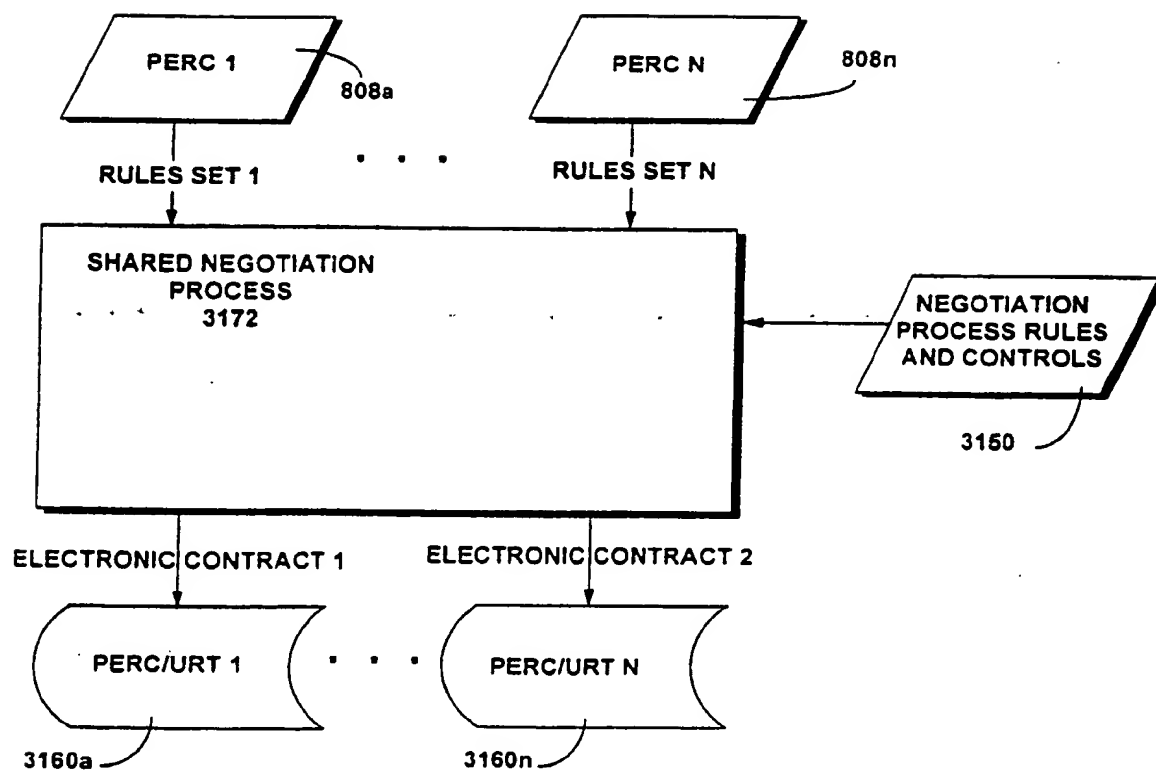 PERC 1
808a
PERC N
808n
RULES SET 1
RULES SET N
SHARED NEGOTIATION
PROCESS
3172
NEGOTIATION
PROCESS RULES
AND CONTROLS
3150
ELECTRONIC CONTRACT 1
ELECTRONIC CONTRACT 2
PERC/URT 1
PERC/URT N
3160a
3160n